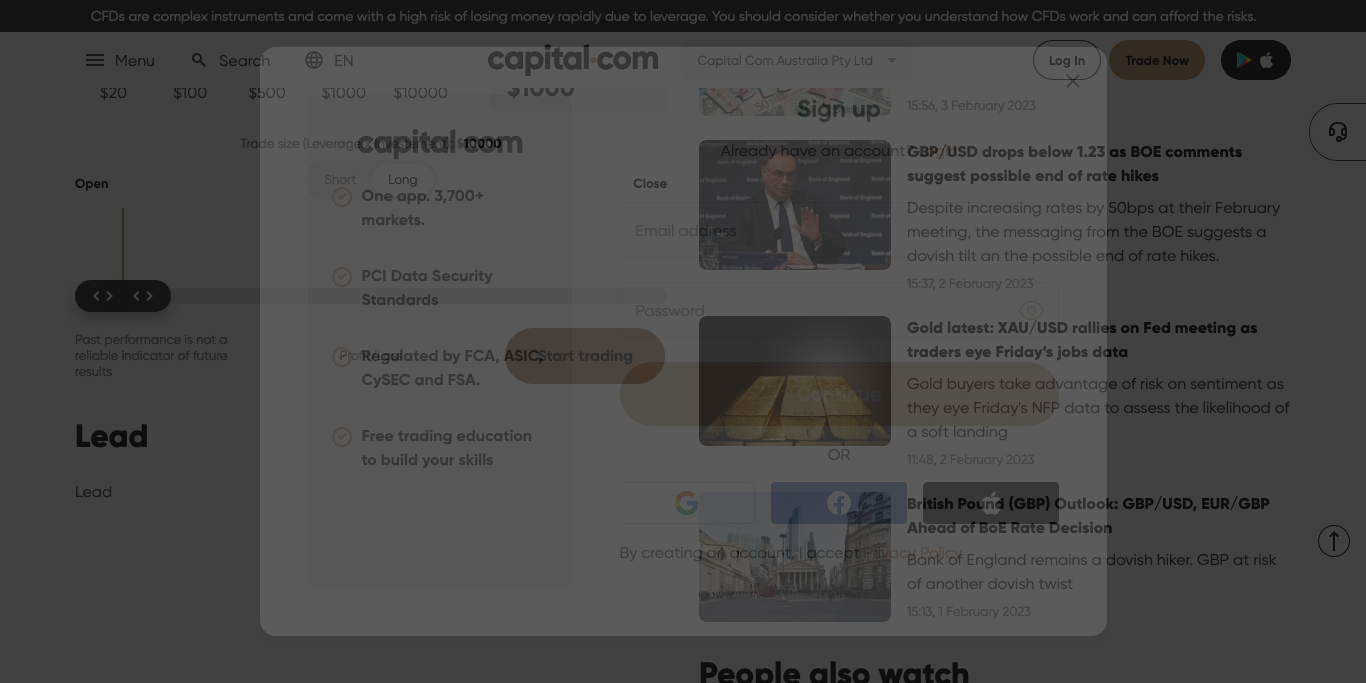 CFDs are complex instruments and come with a high risk of losing money rapidly due to leverage. You should consider whether you understand how CFDs work and can afford the risks.
Menu
Search
EN
capital.com
Capital Com Australia Pty Ltd
Log In
Trade Now
$20
$100
$500
$1000
$10000
$1000
Trade size (Leverage
$10000
Short
Long
Open
Close
Past performance is not a
reliable indicator of future
results
Start trading
Lead
Lead
15:56, 3 February 2023
GBP/USD drops below 1.23 as BOE comments
suggest possible end of rate hikes
Despite increasing rates by 50bps at their February
meeting, the messaging from the BOE suggests a
dovish tilt an the possible end of rate hikes.
15:37, 2 February 2023
Gold latest: XAU/USD rallies on Fed meeting as
traders eye Friday's jobs data
Gold buyers take advantage of risk on sentiment as
they eye Friday's NFP data to assess the likelihood of
a soft landing
11:48, 2 February 2023
British Pound (GBP) Outlook: GBP/USD, EUR/GBP
Ahead of BoE Rate Decision
Bank of England remains a dovish hiker. GBP at risk
of another dovish twist
15:13, 1 February 2023
People also watch
capital.com
One app. 3,700+
markets.
PCI Data Security
Standards
Regulated by FCA, ASIC,
CySEC and FSA.
Free trading education
to build your skills
Sign up
Already have an account?
Email address
Password
Continue
OR
By creating an account, I accept Privacy Policy
Bank of England